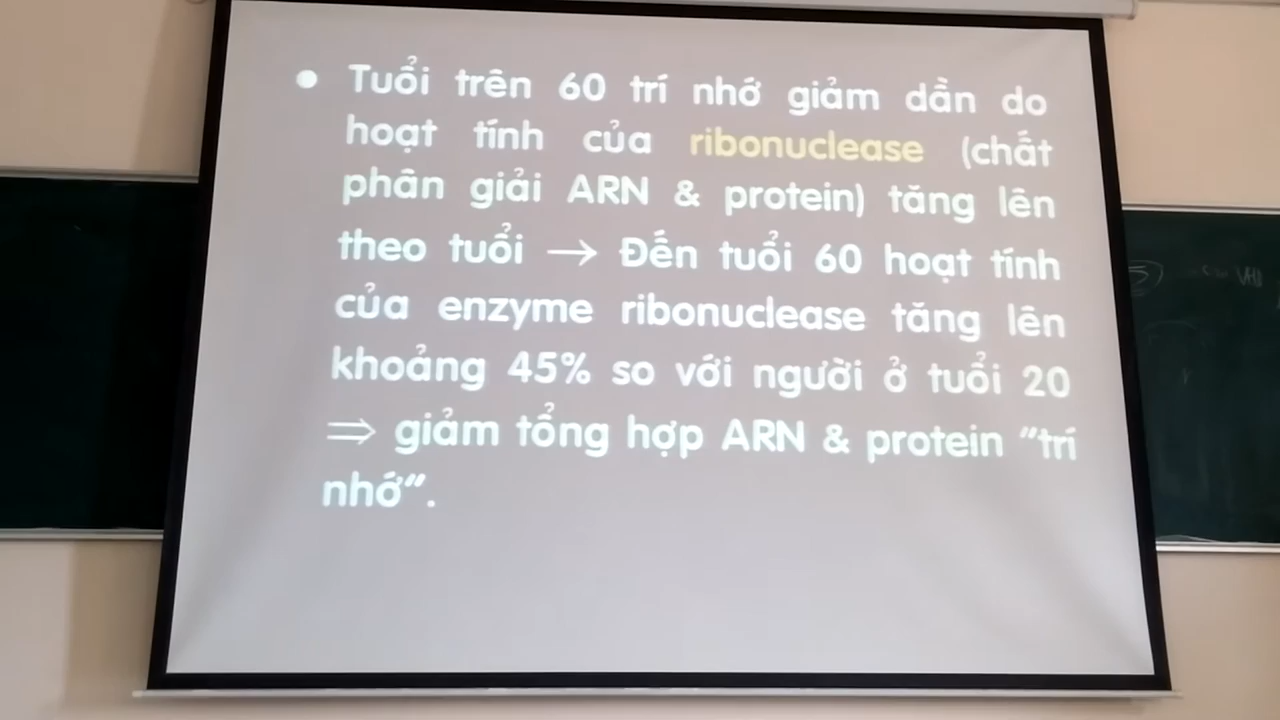 • Tuổi trên 60 trí nhớ giảm dần do
hoạt tính của ribonuclease (chất
phân giải ARN & protein) tăng lên
theo tuổi → Đến tuổi 60 hoạt tính
của enzyme ribonuclease tăng lên
khoảng 45% so với người ở tuổi 20
⇒ giảm tổng hợp ARN & protein “trí
nhớ”.